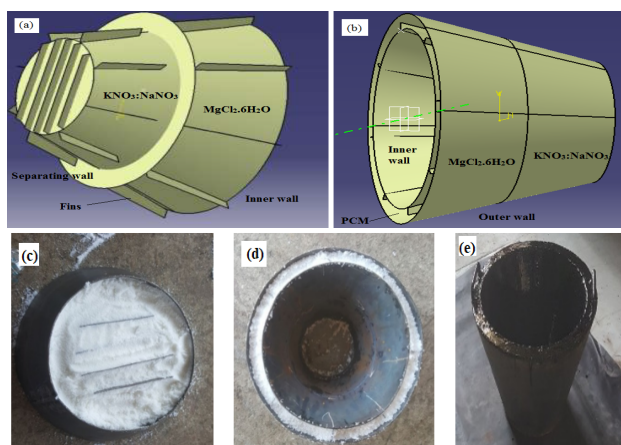 (a)
KNO₃:NaNO₃
MgCl₂.6H₂O
Separating wall
Fins
Inner wall
(b)
Inner
wall
MgCl₂.6H₂O
KNO₃:NaNO₃
PCM
Outer wall
(c)
(d)
(e)